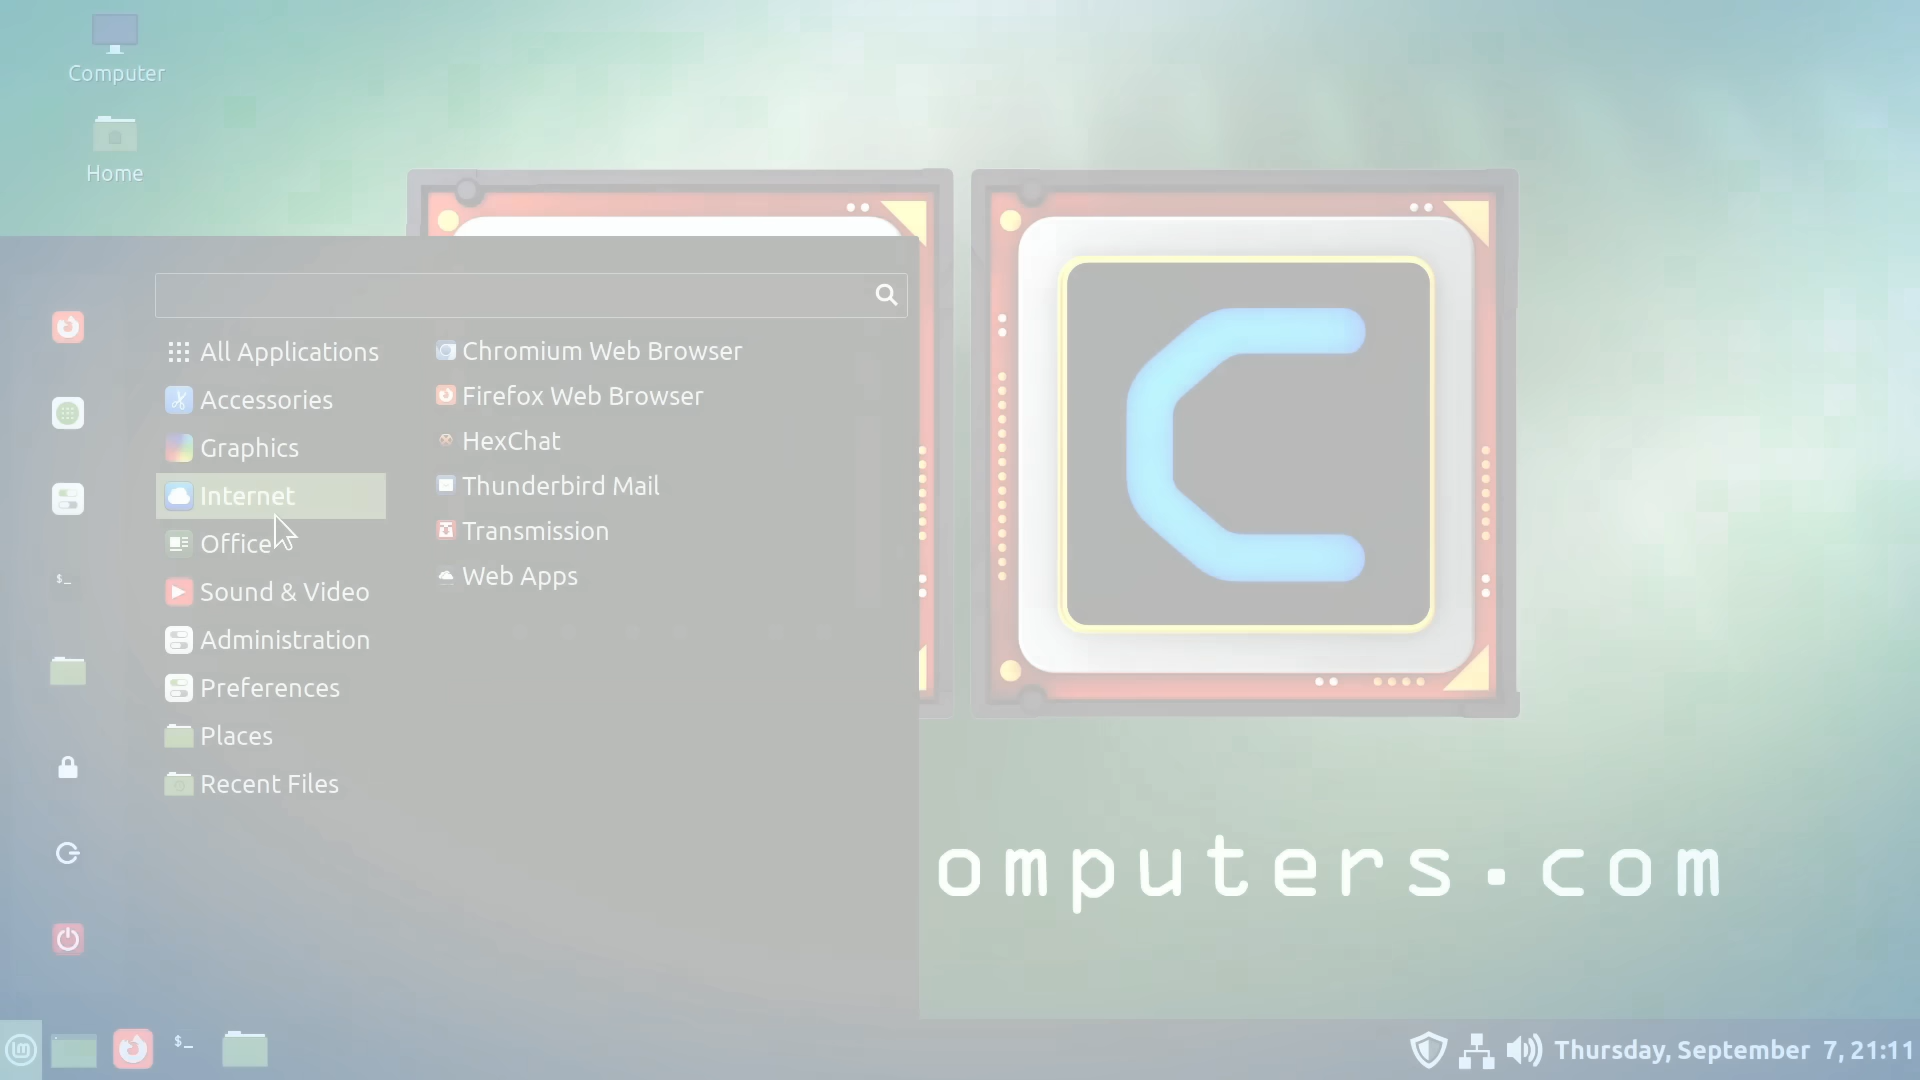 Computer
Home
All Applications
Accessories
Graphics
Internet
Office
Sound & Video
Administration
Preferences
Places
Recent Files
Chromium Web Browser
Firefox Web Browser
HexChat
Thunderbird Mail
Transmission
Web Apps
$_
C
omputers.com
$_
Thursday, September 7, 21:11